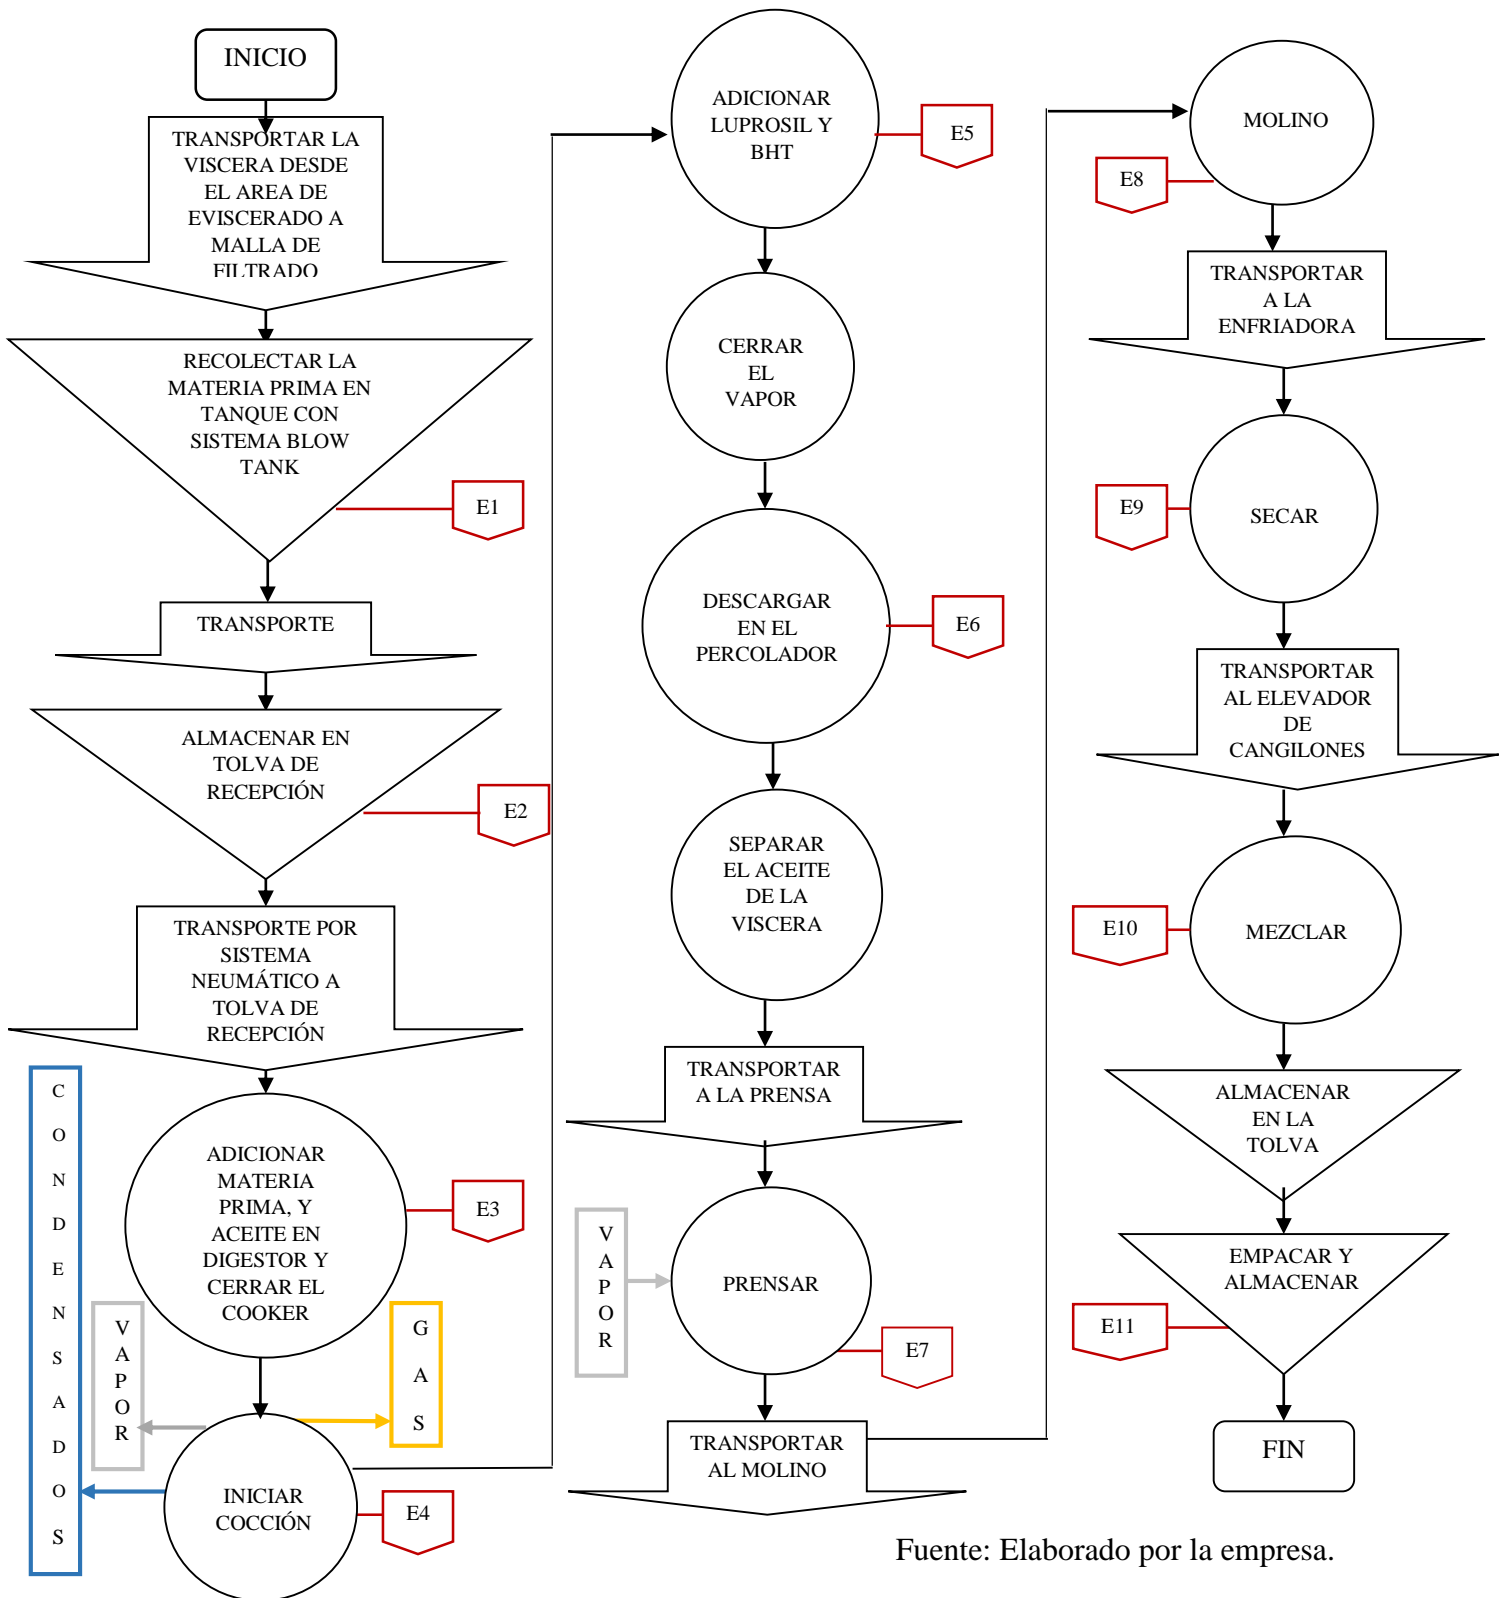 INICIO
TRANSPORTAR LA
VISCERA DESDE
EL AREA DE
EVISCERADO A
MALLA DE
FILTRADO
RECOLECTAR LA
MATERIA PRIMA EN
TANQUE CON
SISTEMA BLOW
TANK
E1
TRANSPORTE
ALMACENAR EN
TOLVA DE
RECEPCIÓN
E2
TRANSPORTE POR
SISTEMA
NEUMÁTICO A
TOLVA DE
RECEPCIÓN
CONDENSADOS
ADICIONAR
MATERIA
PRIMA, Y
ACEITE EN
DIGESTOR Y
CERRAR EL
COOKER
E3
VAPOR
GAS
INICIAR
COCCIÓN
E4
ADICIONAR
LUPROSIL Y
BHT
E5
CERRAR
EL
VAPOR
DESCARGAR
EN EL
PERCOLADOR
E6
SEPARAR
EL ACEITE
DE LA
VISCERA
TRANSPORTAR
A LA PRENSA
VAPOR
PRENSAR
E7
TRANSPORTAR
AL MOLINO
MOLINO
E8
TRANSPORTAR
A LA
ENFRIADORA
E9
SECAR
TRANSPORTAR
AL ELEVADOR
DE
CANGILONES
E10
MEZCLAR
ALMACENAR
EN LA
TOLVA
EMPACAR Y
ALMACENAR
E11
FIN
Fuente: Elaborado por la empresa.